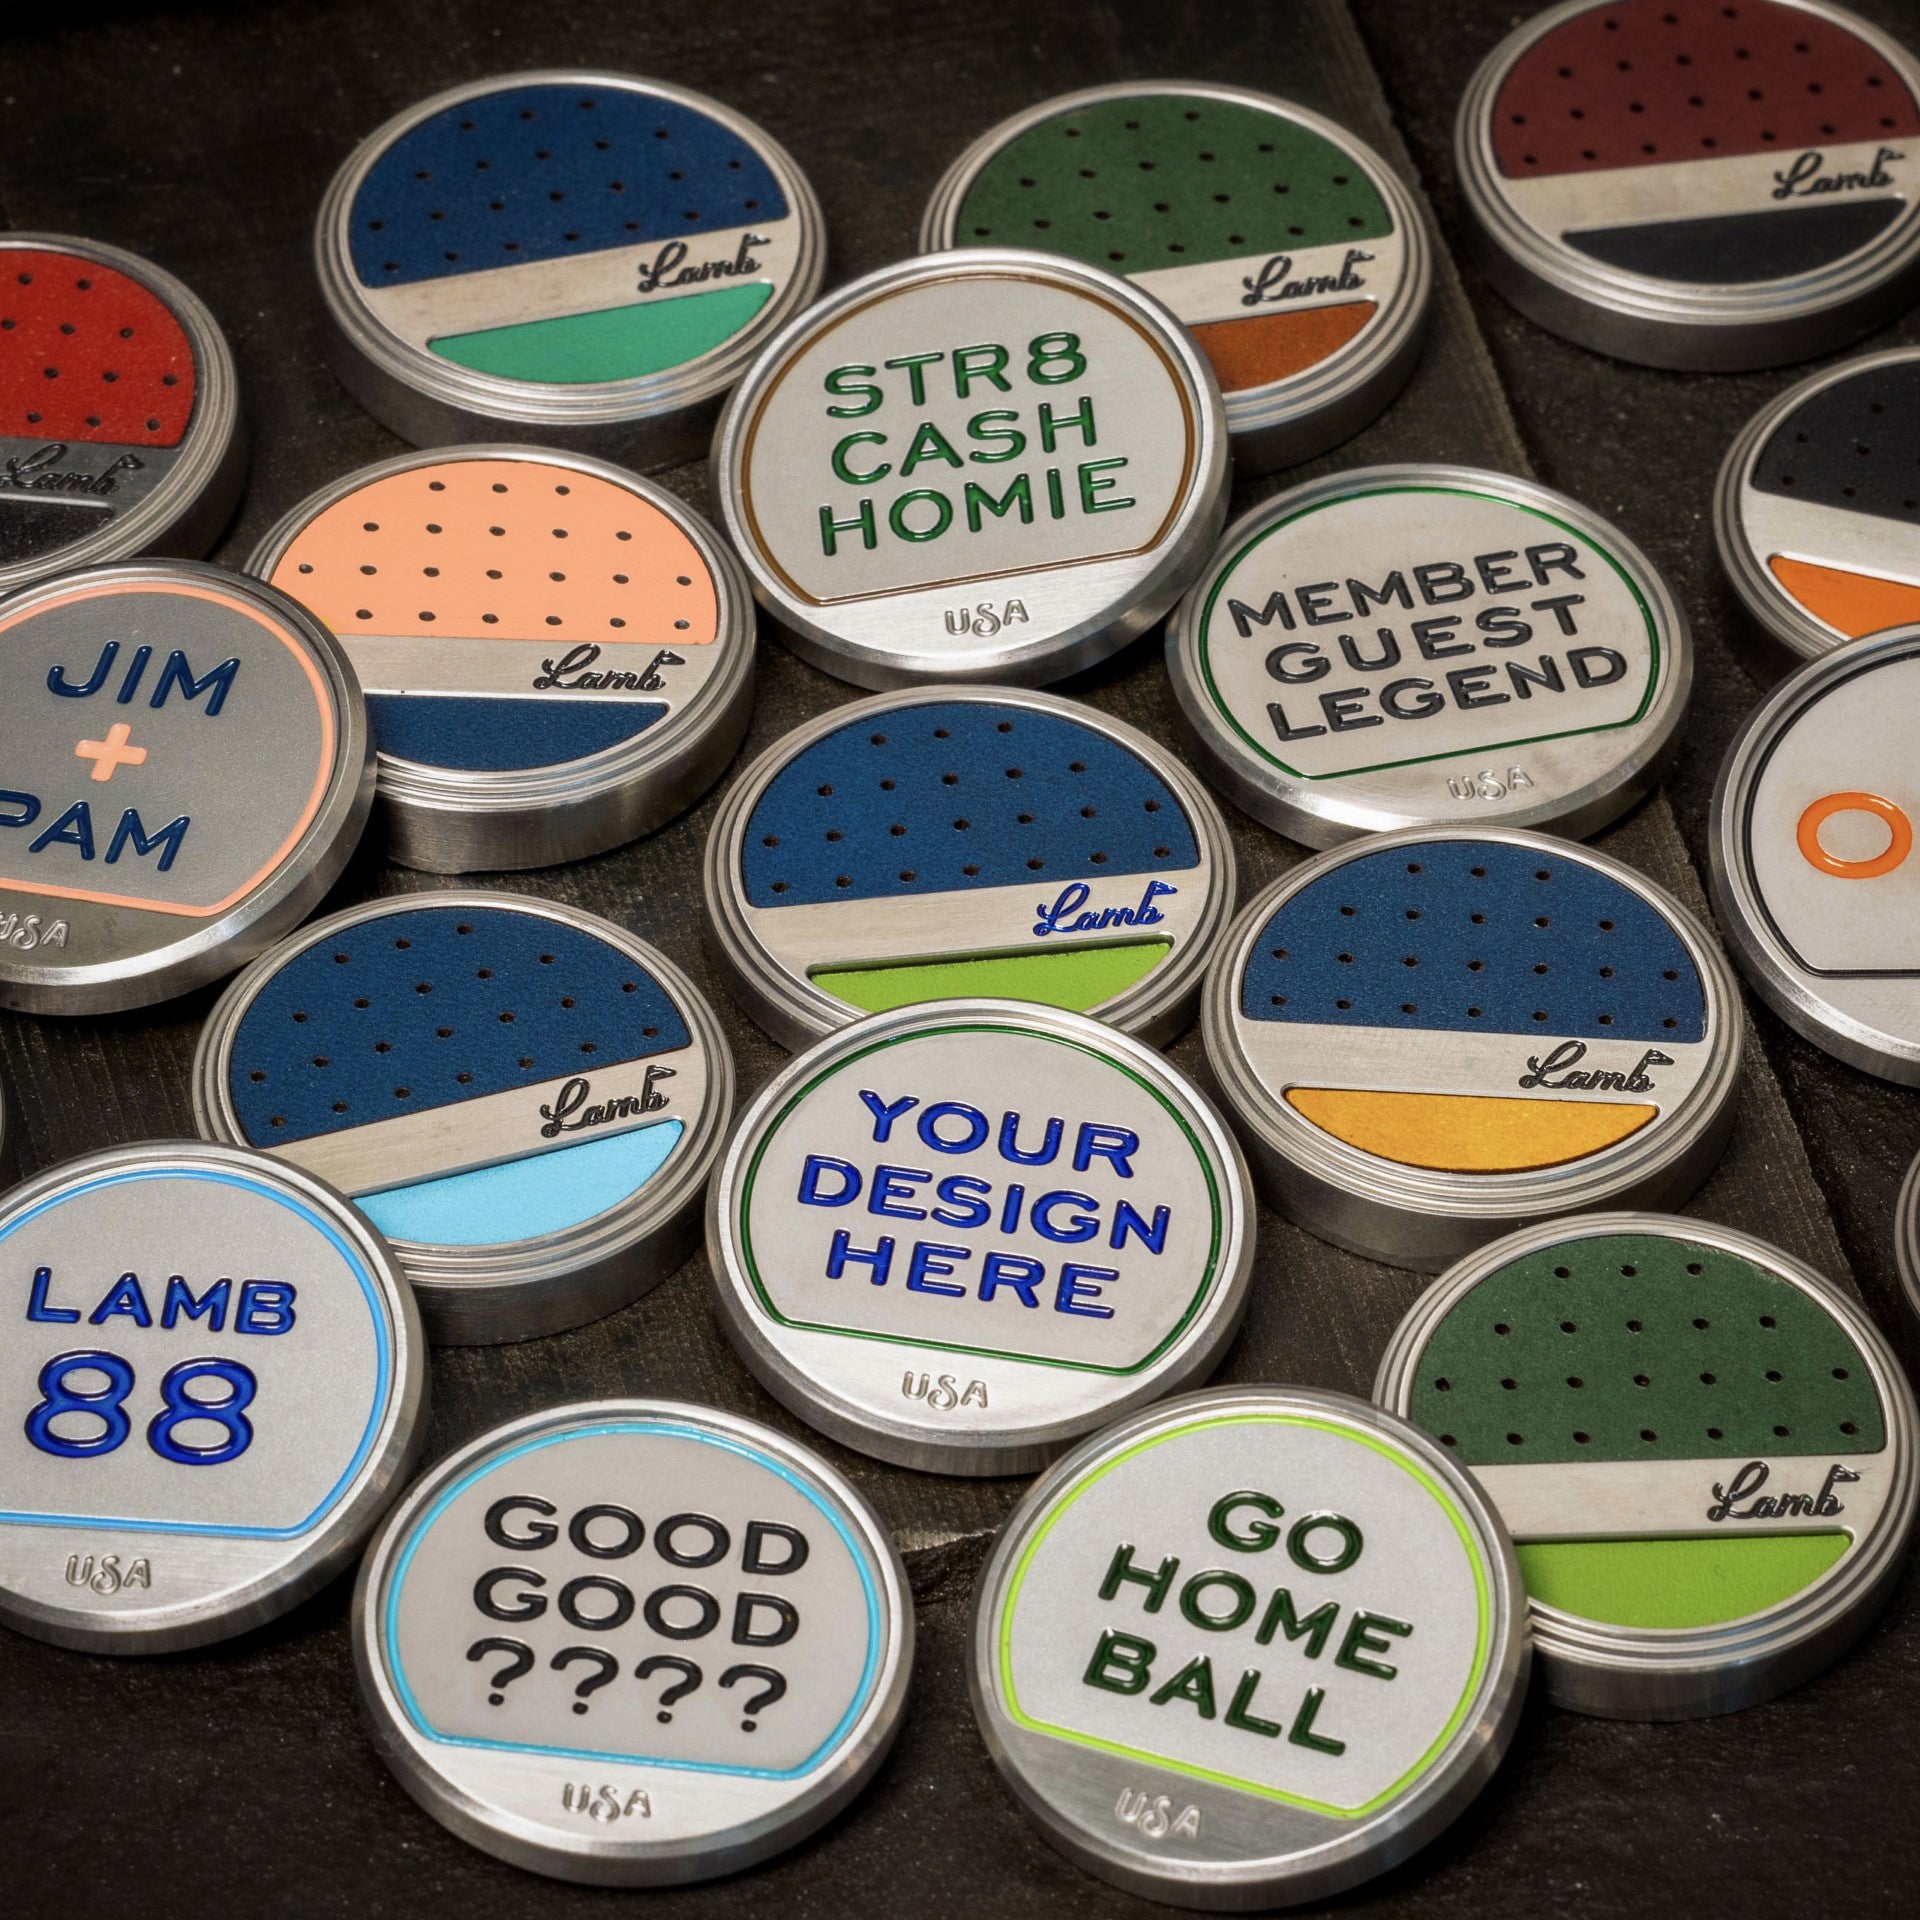 Lamb
Lamb
Lamb
Lamb
STR8
CASH
HOMIE
USA
MEMBER
GUEST
LEGEND
USA
JIM
+
PAM
USA
Lamb
Lamb
Lamb
Lamb
YOUR
DESIGN
HERE
USA
LAMB
88
USA
Lamb
GOOD
GOOD
????
USA
GO
HOME
BALL
USA